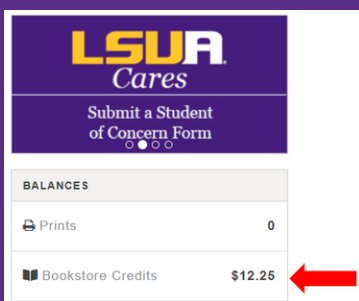 LSUA
Cares
Submit a Student
of Concern Form
BALANCES
Prints 0
Bookstore Credits $12.25